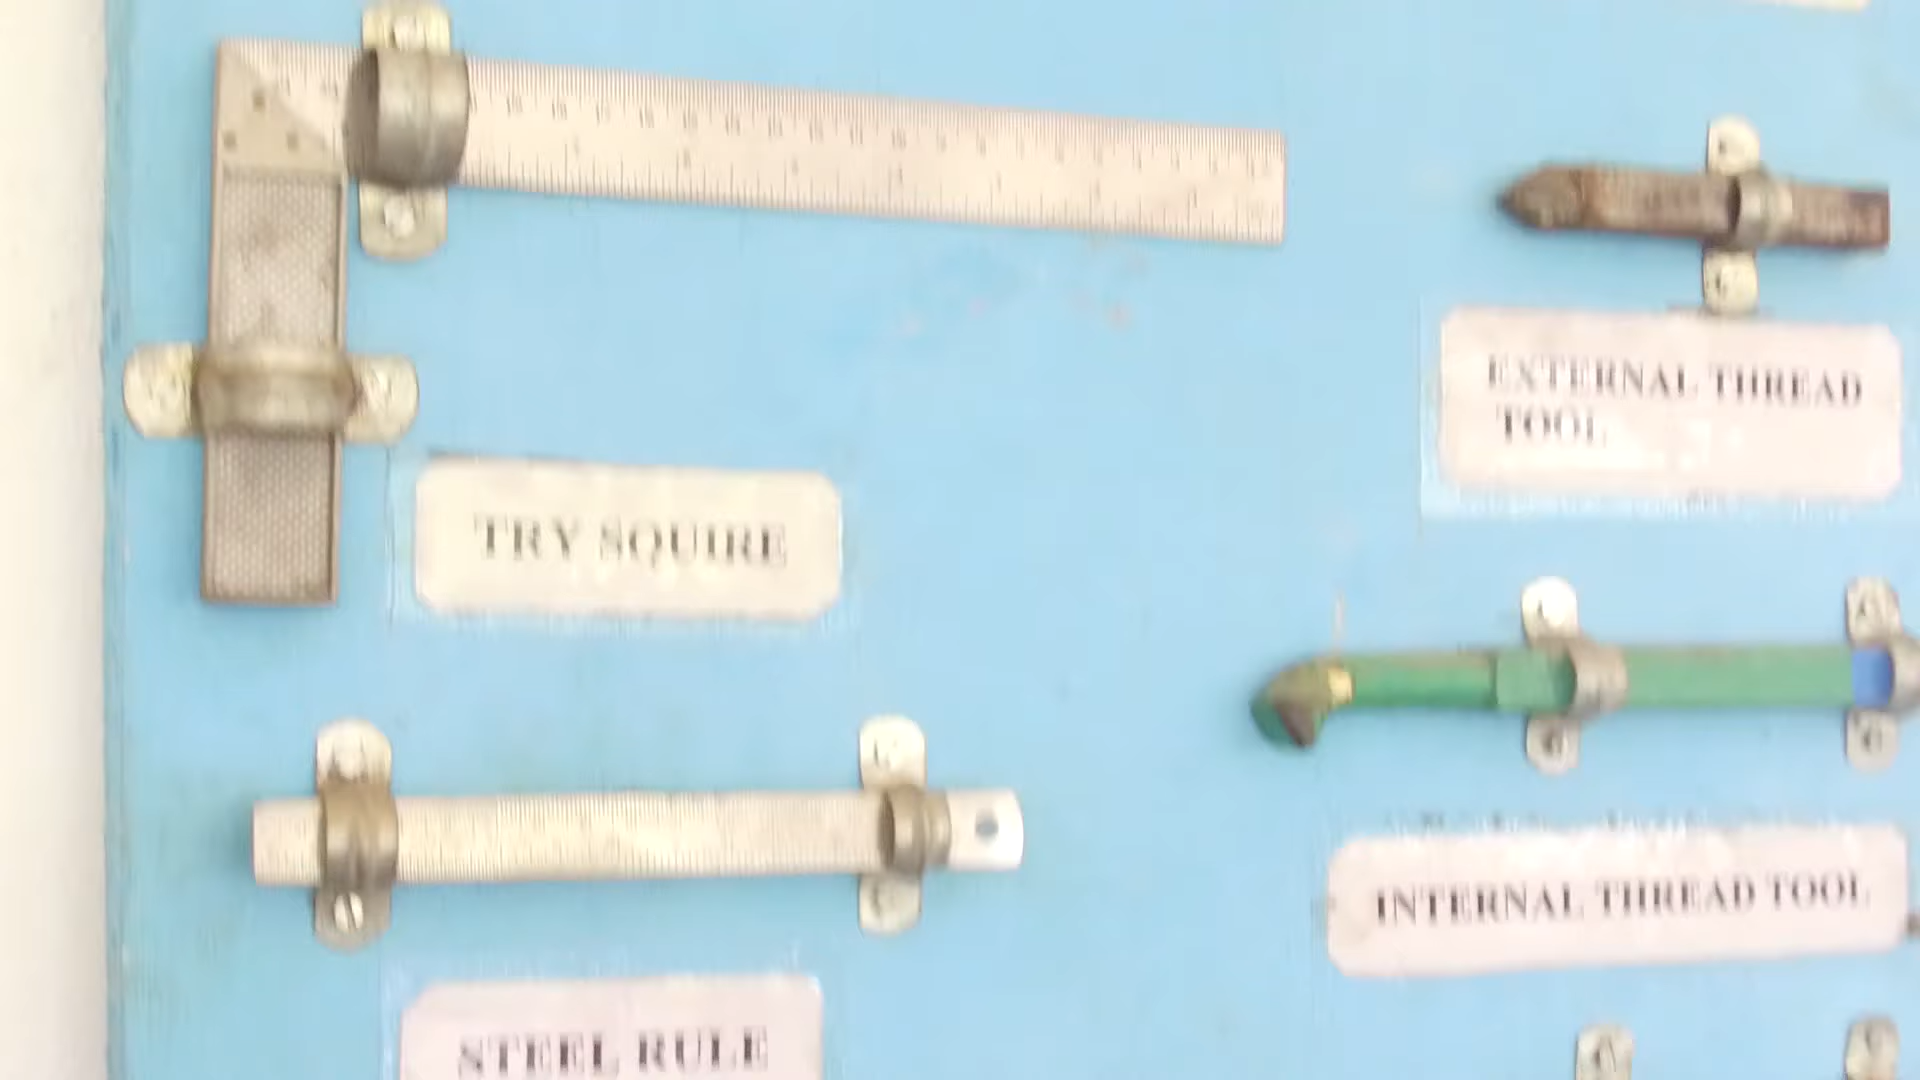 TRY SQUIRE
EXTERNAL THREAD
TOOL
INTERNAL THREAD TOOL
STEEL RULE